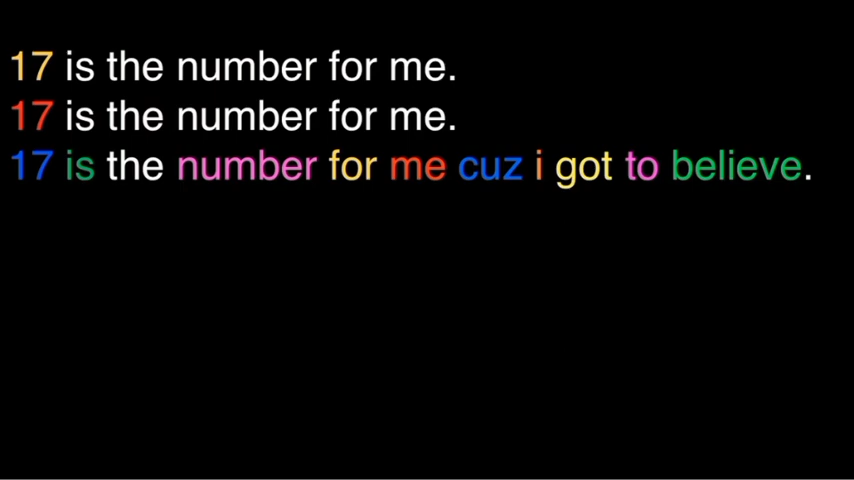 17 is the number for me.
17 is the number for me.
17 is the number for me cuz i got to believe.